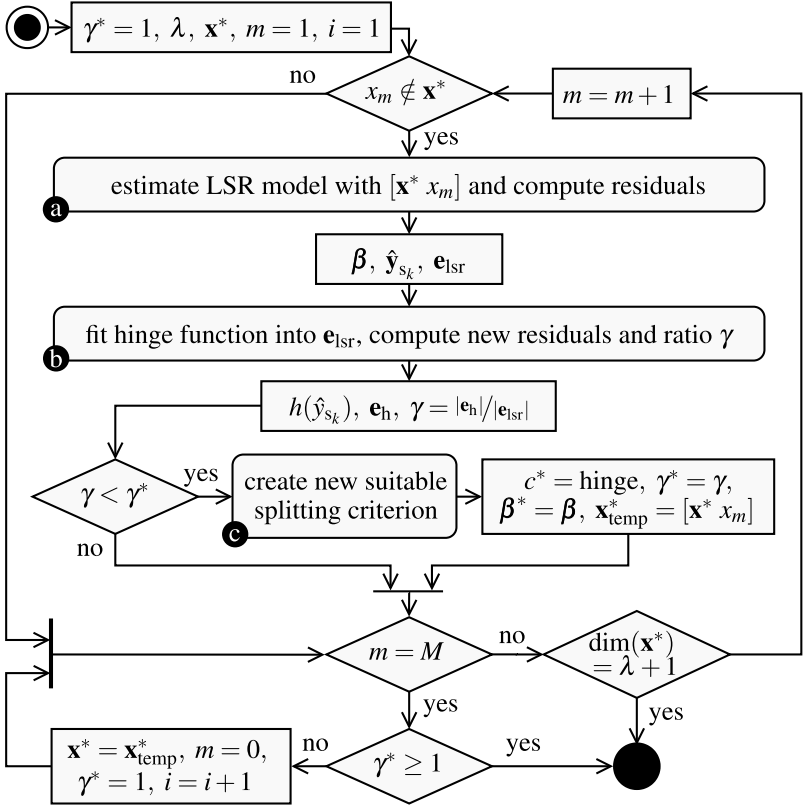 γ* = 1, λ, x*, m = 1, i = 1
no
x_m ∉ x*
m = m + 1
yes
estimate LSR model with [x* x_m] and compute residuals
a
β, ŷ_{s_k}, e_lsr
fit hinge function into e_lsr, compute new residuals and ratio γ
b
h(ŷ_{s_k}), e_h, γ = |e_h|/|e_lsr|
γ < γ*
yes
create new suitable
splitting criterion
c
c* = hinge, γ* = γ,
β* = β, x*_temp = [x* x_m]
no
m = M
no
dim(x*)
= λ + 1
yes
yes
x* = x*_temp, m = 0,
γ* = 1, i = i + 1
no
γ* ≥ 1
yes